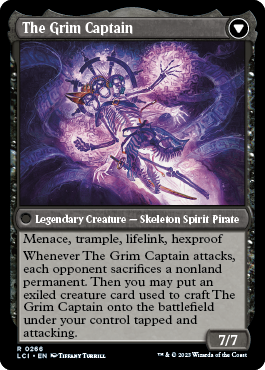 The Grim Captain
Legendary Creature — Skeleton Spirit Pirate
Menace, trample, lifelink, hexproof
Whenever The Grim Captain attacks,
each opponent sacrifices a nonland
permanent. Then you may put an
exiled creature card used to craft The
Grim Captain onto the battlefield
under your control tapped and
attacking.
7/7
R 0266
LCI • EN Tiffany Turrill
™ & © 2023 Wizards of the Coast